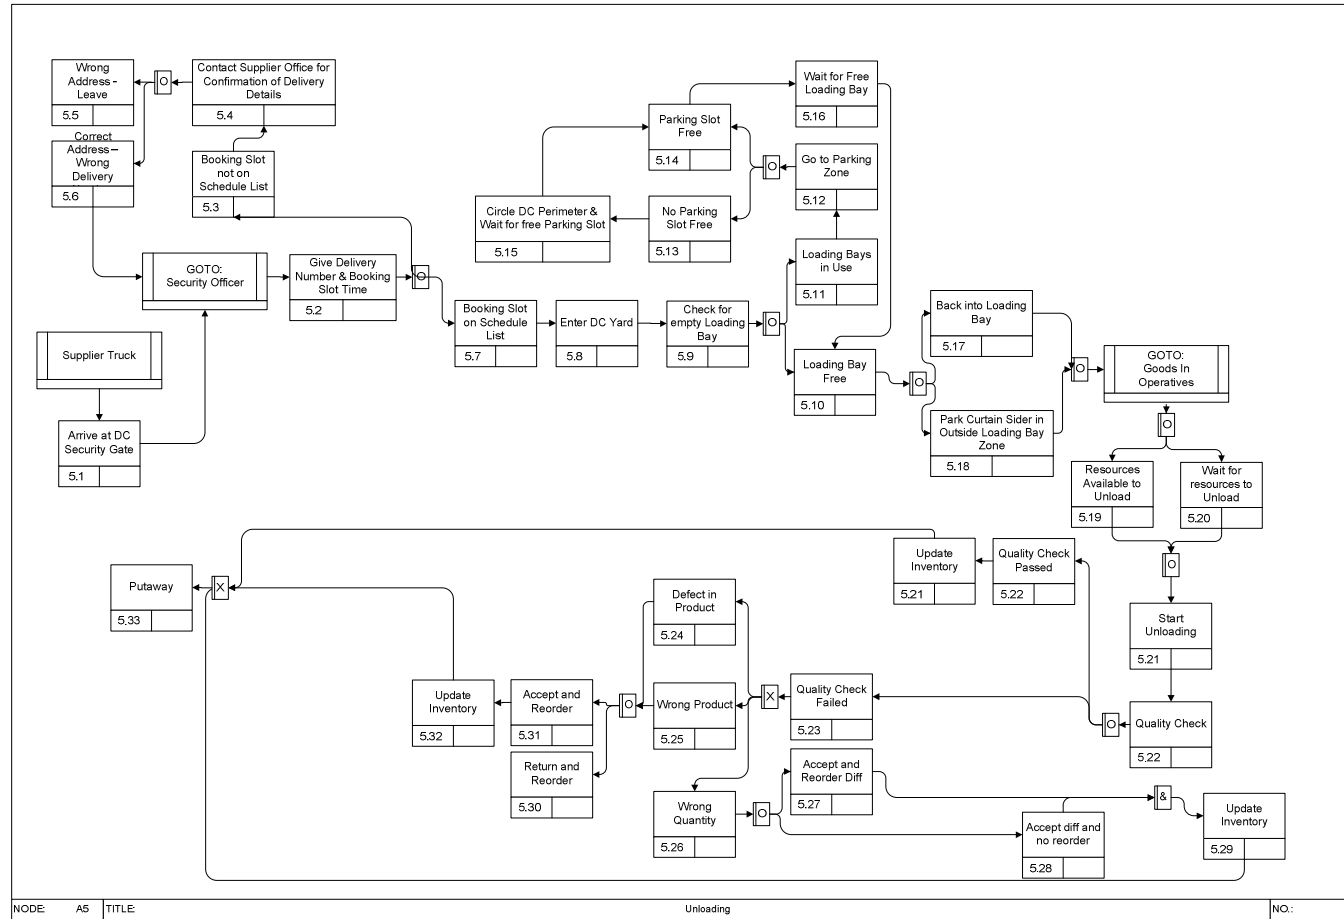 Wrong
Address -
Leave
5.5
O
Contact Supplier Office for
Confirmation of Delivery
Details
5.4
Correct
Address–
Wrong
Delivery
5.6
Booking Slot
not on
Schedule List
5.3
GOTO:
Security Officer
Give Delivery
Number & Booking
Slot Time
5.2
O
Supplier Truck
Arrive at DC
Security Gate
5.1
Booking Slot
on Schedule
List
5.7
Enter DC Yard
5.8
Check for
empty Loading
Bay
5.9
O
Circle DC Perimeter &
Wait for free Parking Slot
5.15
Parking Slot
Free
5.14
No Parking
Slot Free
5.13
O
Wait for Free
Loading Bay
5.16
Go to Parking
Zone
5.12
Loading Bays
in Use
5.11
Loading Bay
Free
5.10
O
Back into Loading
Bay
5.17
Park Curtain Sider in
Outside Loading Bay
Zone
5.18
O
GOTO:
Goods In
Operatives
O
Resources
Available to
Unload
5.19
Wait for
resources to
Unload
5.20
O
Start
Unloading
5.21
Quality Check
5.22
O
Quality Check
Passed
5.22
Update
Inventory
5.21
X
Putaway
5.33
Quality Check
Failed
5.23
X
Defect in
Product
5.24
Wrong Product
5.25
Wrong
Quantity
5.26
O
Accept and
Reorder
5.31
Return and
Reorder
5.30
Update
Inventory
5.32
O
Accept and
Reorder Diff
5.27
Accept diff and
no reorder
5.28
&
Update
Inventory
5.29
NODE: A5 TITLE: Unloading NO.: